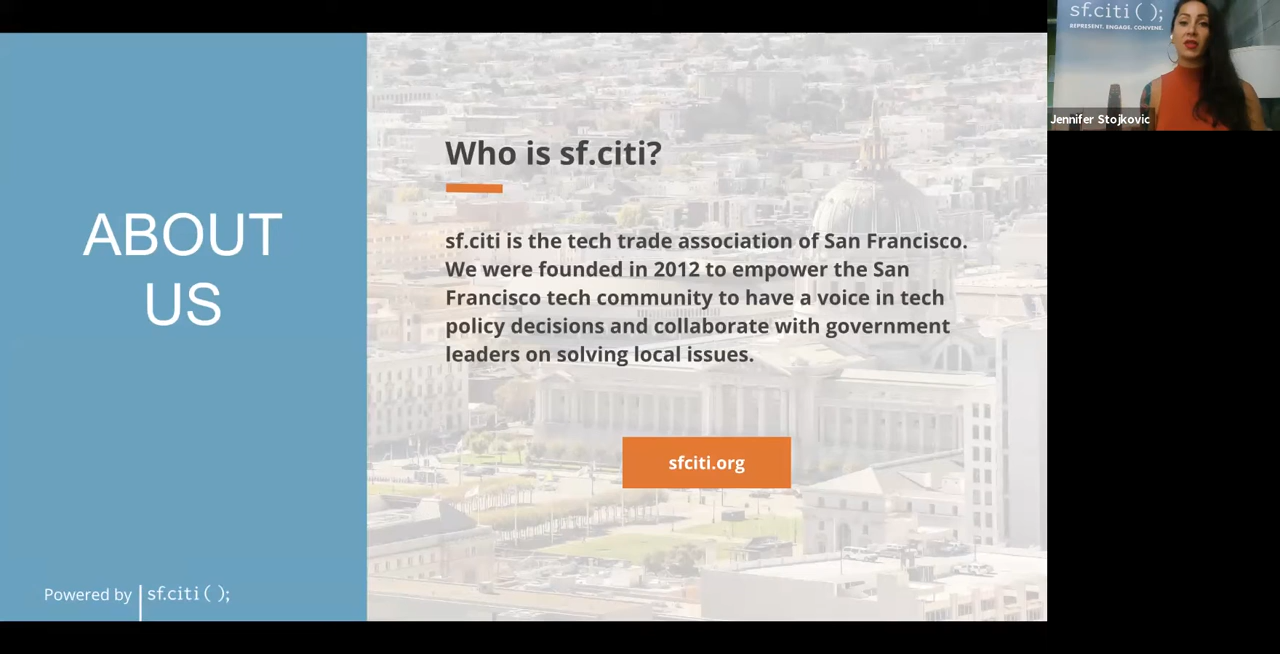 sf.citi( );
REPRESENT. ENGAGE. CONVENE.
Jennifer Stojkovic
ABOUT
US
Who is sf.citi?
sf.citi is the tech trade association of San Francisco.
We were founded in 2012 to empower the San
Francisco tech community to have a voice in tech
policy decisions and collaborate with government
leaders on solving local issues.
sfciti.org
Powered by sf.citi( );